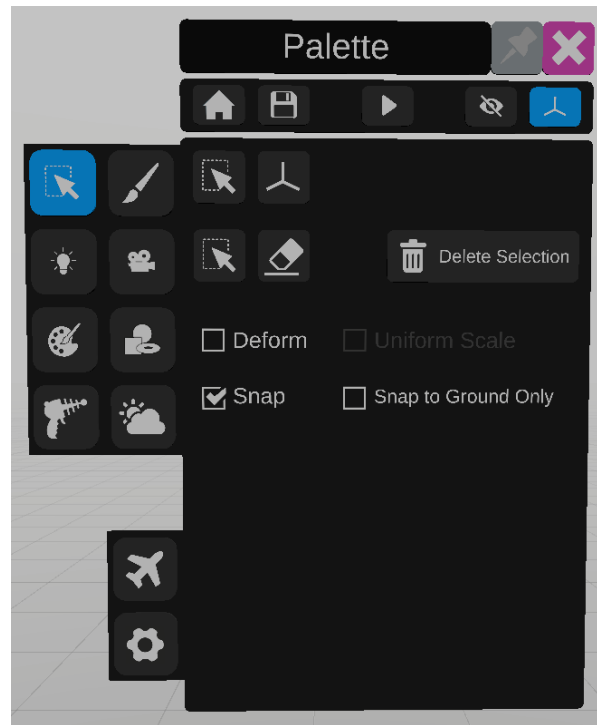 Palette
Delete Selection
Deform
Uniform Scale
Snap
Snap to Ground Only